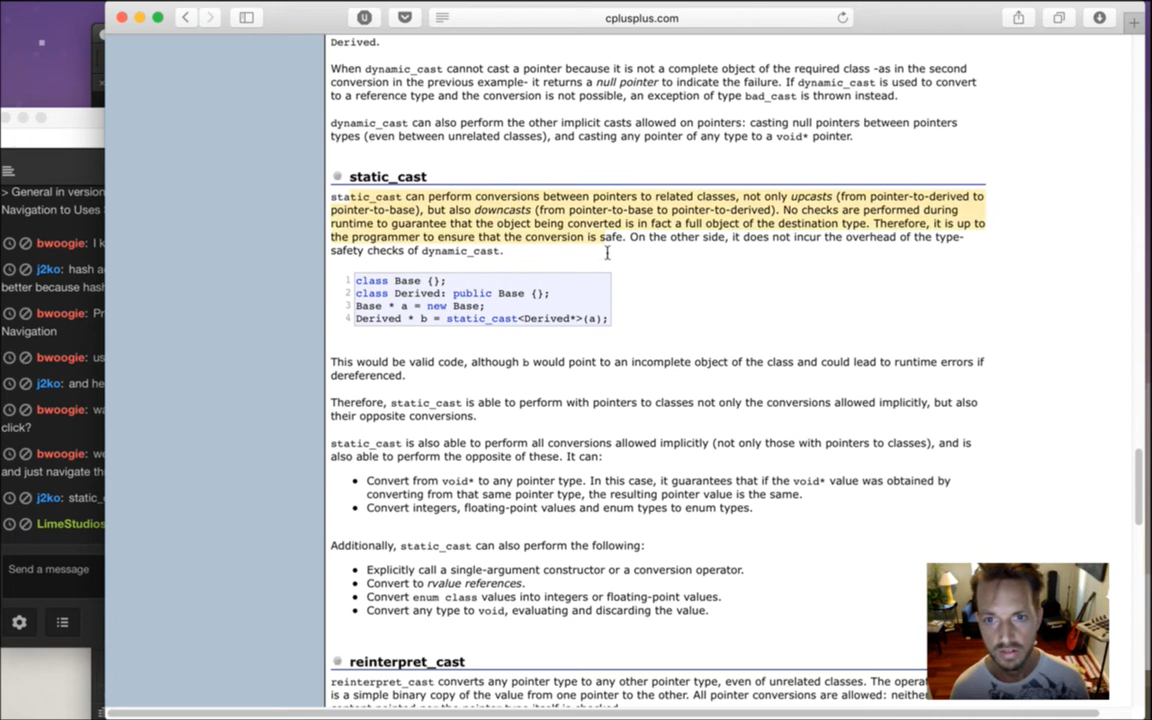 cplusplus.com
Derived.
When dynamic_cast cannot cast a pointer because it is not a complete object of the required class -as in the second
conversion in the previous example- it returns a null pointer to indicate the failure. If dynamic_cast is used to convert
to a reference type and the conversion is not possible, an exception of type bad_cast is thrown instead.
dynamic_cast can also perform the other implicit casts allowed on pointers: casting null pointers between pointers
types (even between unrelated classes), and casting any pointer of any type to a void* pointer.
static_cast
static_cast can perform conversions between pointers to related classes, not only upcasts (from pointer-to-derived to
pointer-to-base), but also downcasts (from pointer-to-base to pointer-to-derived). No checks are performed during
runtime to guarantee that the object being converted is in fact a full object of the destination type. Therefore, it is up to
the programmer to ensure that the conversion is safe. On the other side, it does not incur the overhead of the type-
safety checks of dynamic_cast.
1 class Base {};
2 class Derived: public Base {};
3 Base * a = new Base;
4 Derived * b = static_cast<Derived*>(a);
This would be valid code, although b would point to an incomplete object of the class and could lead to runtime errors if
dereferenced.
Therefore, static_cast is able to perform with pointers to classes not only the conversions allowed implicitly, but also
their opposite conversions.
static_cast is also able to perform all conversions allowed implicitly (not only those with pointers to classes), and is
also able to perform the opposite of these. It can:
• Convert from void* to any pointer type. In this case, it guarantees that if the void* value was obtained by
converting from that same pointer type, the resulting pointer value is the same.
• Convert integers, floating-point values and enum types to enum types.
Additionally, static_cast can also perform the following:
• Explicitly call a single-argument constructor or a conversion operator.
• Convert to rvalue references.
• Convert enum class values into integers or floating-point values.
• Convert any type to void, evaluating and discarding the value.
reinterpret_cast
reinterpret_cast converts any pointer type to any other pointer type, even of unrelated classes. The
is a simple binary copy of the value from one pointer to the other. All pointer conversions are allowed: neither
> General in version
Navigation to Uses
bwoogie: I
j2ko: hash
better because
bwoogie:
Navigation
bwoogie:
j2ko: and
bwoogie:
click?
bwoogie:
and just navigate
j2ko: static_
LimeStudios
Send a message